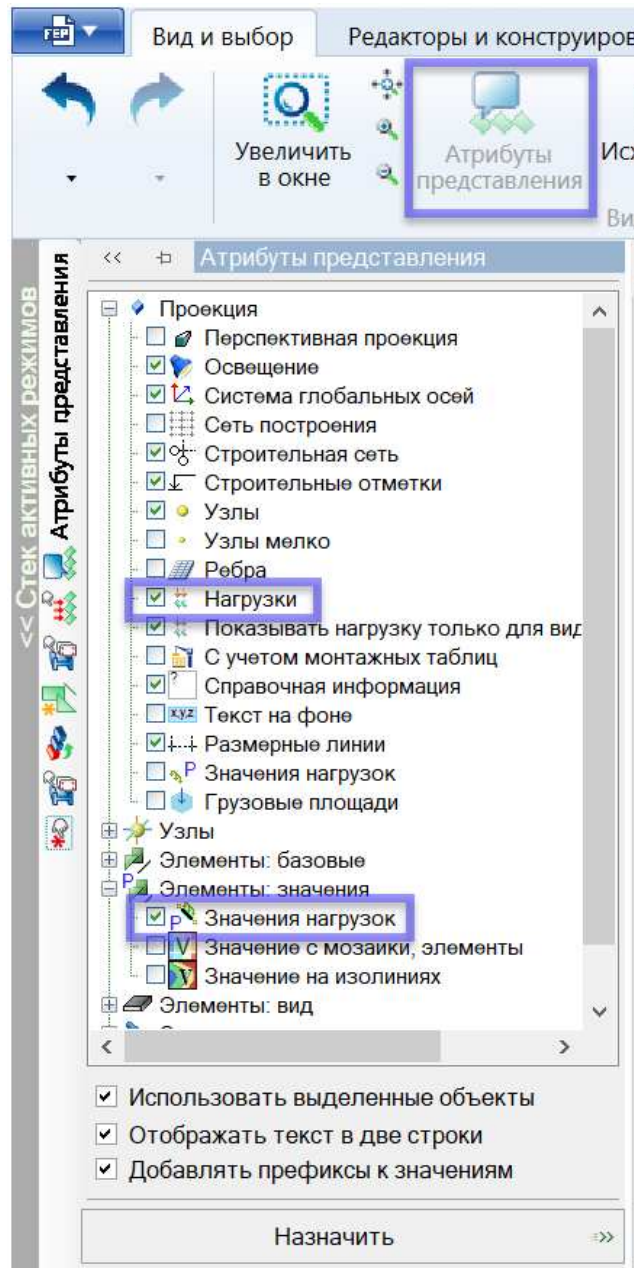 FEP
Вид и выбор
Редакторы и конструиров
Увеличить
в окне
Атрибуты
представления
Исх
Ви
<< Стек активных режимов
Атрибуты представления
<<
Атрибуты представления
Проекция
Перспективная проекция
Освещение
Система глобальных осей
Сеть построения
Строительная сеть
Строительные отметки
Узлы
Узлы мелко
Ребра
Нагрузки
Показывать нагрузку только для вид
С учетом монтажных таблиц
? Справочная информация
x,y,z Текст на фоне
Размерные линии
P Значения нагрузок
Грузовые площади
Узлы
Элементы: базовые
P Элементы: значения
P Значения нагрузок
V Значение с мозаики, элементы
V Значение на изолиниях
Элементы: вид
Использовать выделенные объекты
Отображать текст в две строки
Добавлять префиксы к значениям
Назначить